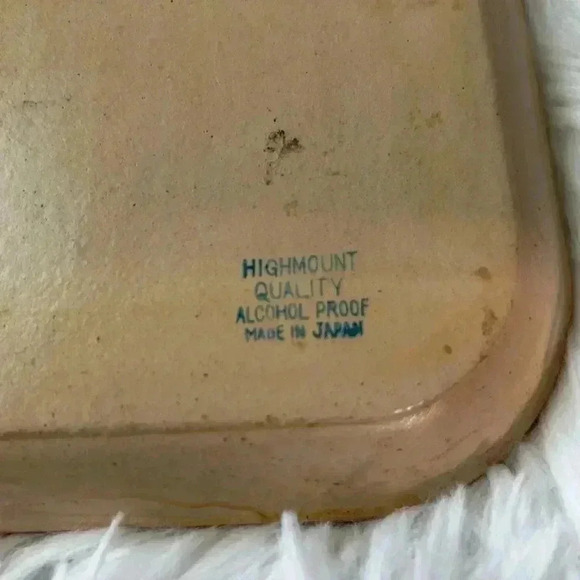 HIGHMOUNT
QUALITY
ALCOHOL PROOF
MADE IN JAPAN